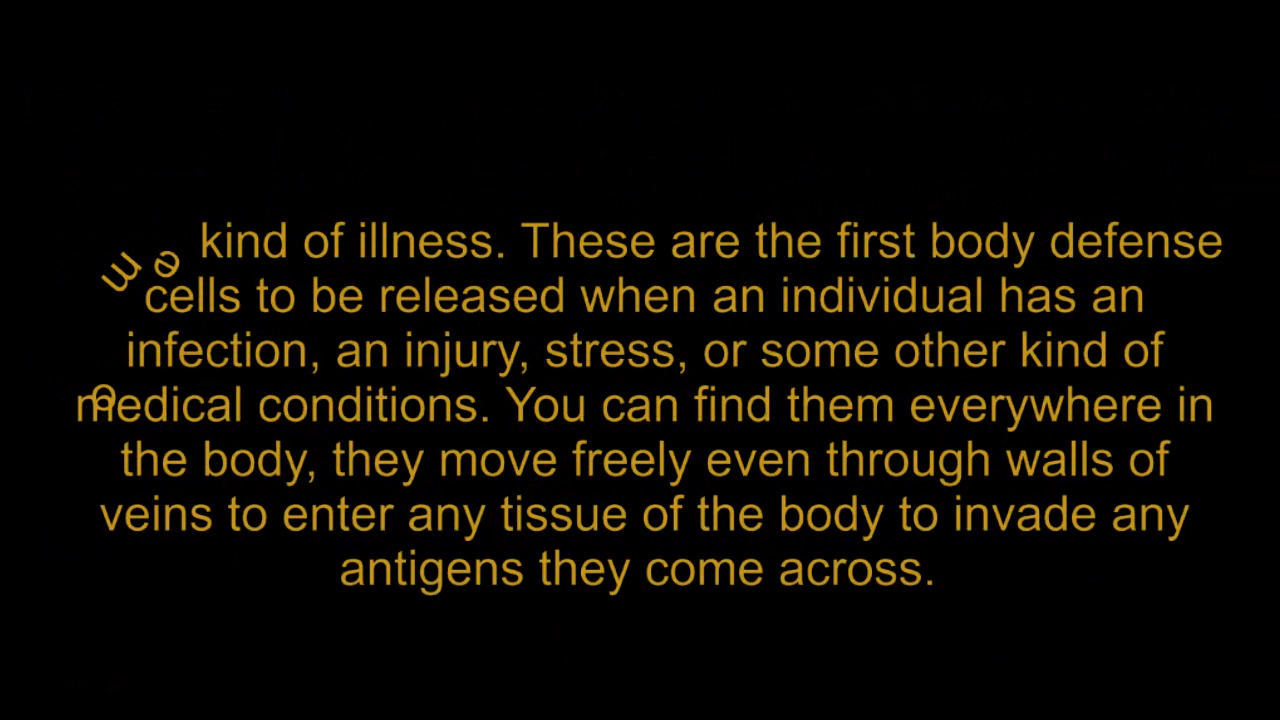 me kind of illness. These are the first body defense
cells to be released when an individual has an
infection, an injury, stress, or some other kind of
medical conditions. You can find them everywhere in
the body, they move freely even through walls of
veins to enter any tissue of the body to invade any
antigens they come across.